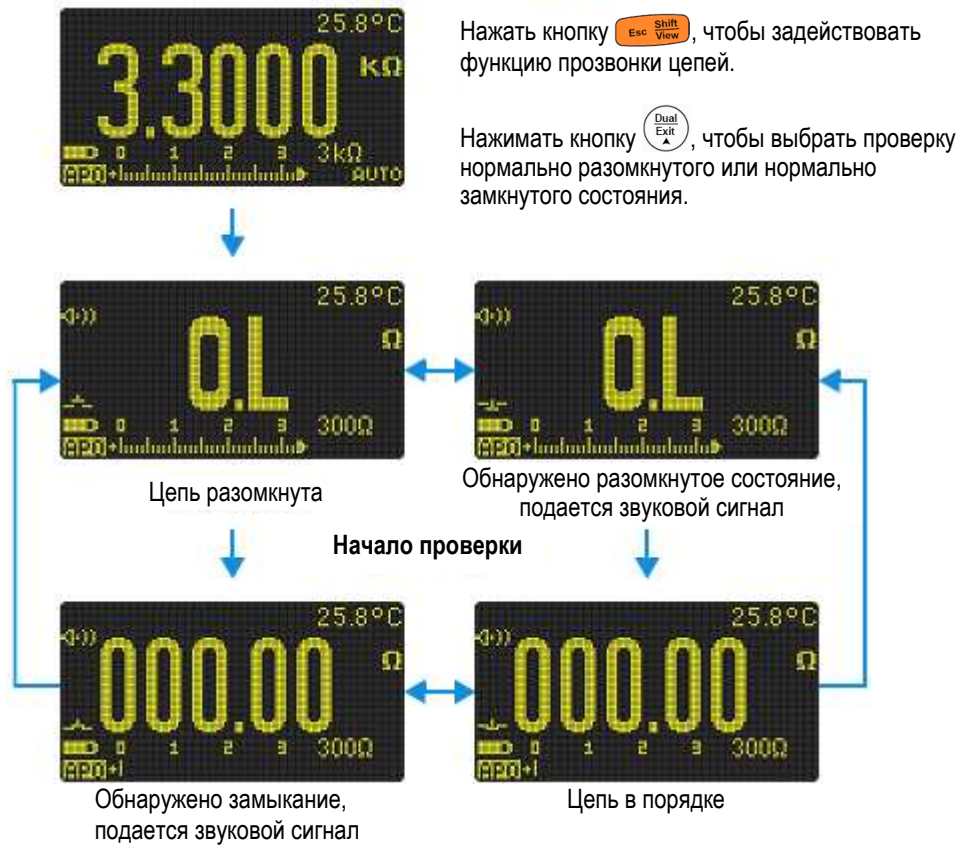 25.8°C
3.3000 кΩ
0 1 2 3 3кΩ
APO AUTO
Нажать кнопку Esc Shift View, чтобы задействовать
функцию прозвонки цепей.
Нажимать кнопку Dual Exit, чтобы выбрать проверку
нормально разомкнутого или нормально
замкнутого состояния.
25.8°C
O.L Ω
0 1 2 3 300Ω
APO
Цепь разомкнута
25.8°C
O.L Ω
0 1 2 3 300Ω
APO
Обнаружено разомкнутое состояние,
подается звуковой сигнал
Начало проверки
25.8°C
000.00 Ω
0 1 2 3 300Ω
APO
Обнаружено замыкание,
подается звуковой сигнал
25.8°C
000.00 Ω
0 1 2 3 300Ω
APO
Цепь в порядке